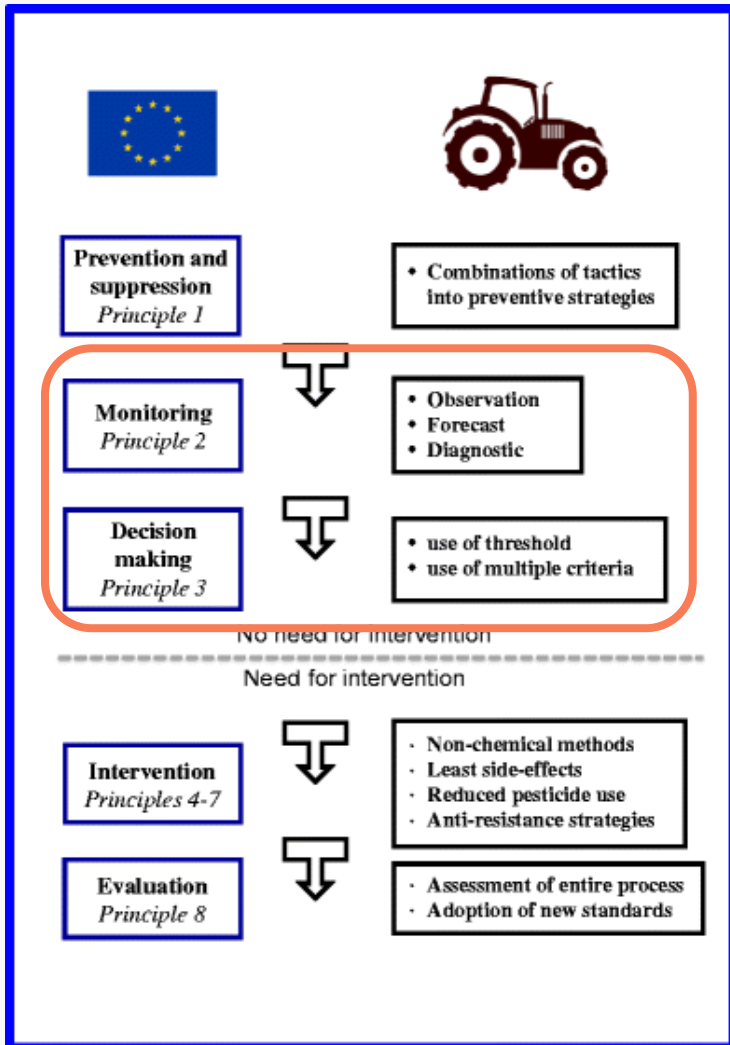 Prevention and
suppression
Principle 1
• Combinations of tactics
into preventive strategies
Monitoring
Principle 2
• Observation
• Forecast
• Diagnostic
Decision
making
Principle 3
• use of threshold
• use of multiple criteria
No need for intervention
Need for intervention
Intervention
Principles 4-7
· Non-chemical methods
· Least side-effects
· Reduced pesticide use
· Anti-resistance strategies
Evaluation
Principle 8
· Assessment of entire process
· Adoption of new standards